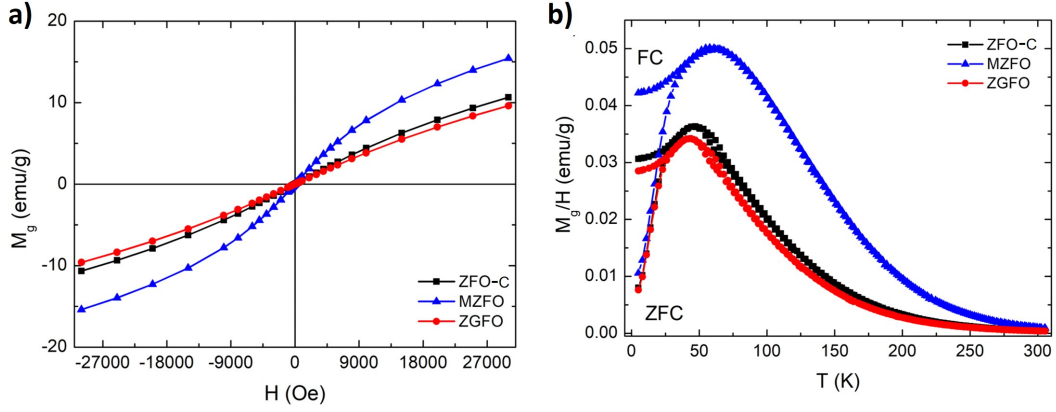 a)
20
10
0
-10
-20
M_g (emu/g)
ZFO-C
MZFO
ZGFO
-27000 -18000 -9000 0 9000 18000 27000
H (Oe)
b)
0.05
0.04
0.03
0.02
0.01
0.00
M_g/H (emu/g)
FC
ZFC
ZFO-C
MZFO
ZGFO
0 50 100 150 200 250 300
T (K)